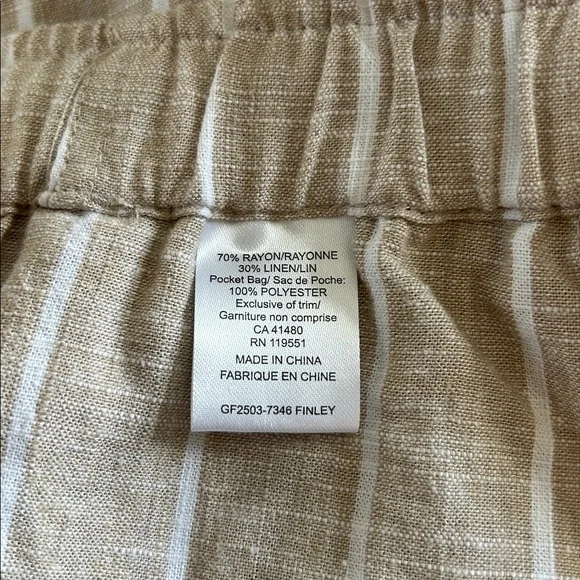 70% RAYON/RAYONNE
30% LINEN/LIN
Pocket Bag/ Sac de Poche:
100% POLYESTER
Exclusive of trim/
Garniture non comprise
CA 41480
RN 119551
MADE IN CHINA
FABRIQUE EN CHINE
GF2503-7346 FINLEY